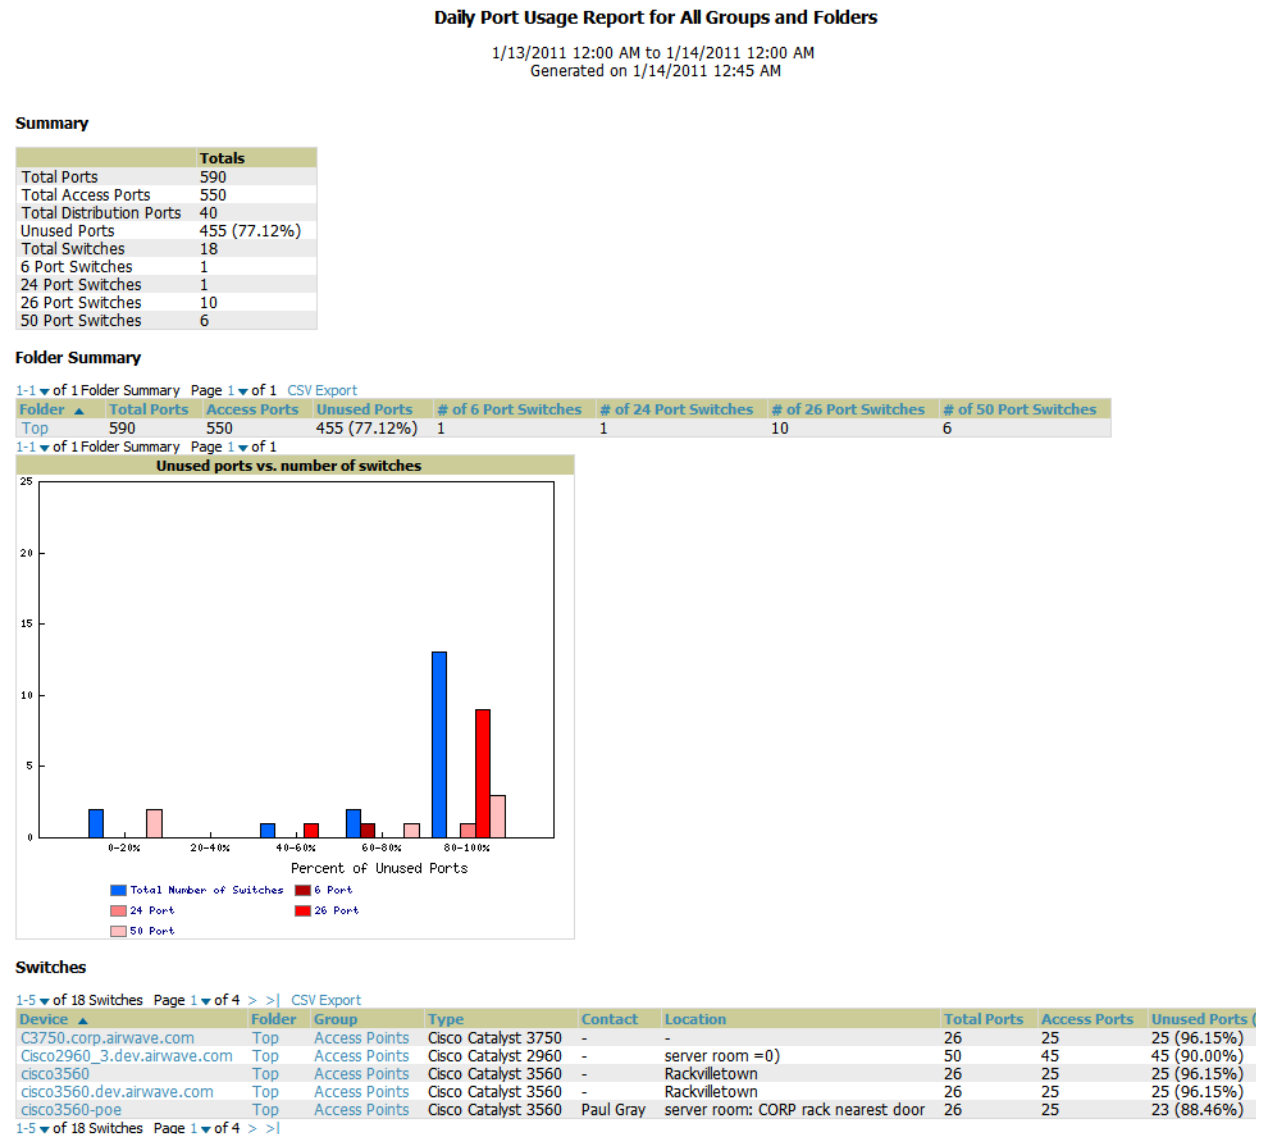 Daily Port Usage Report for All Groups and Folders
1/13/2011 12:00 AM to 1/14/2011 12:00 AM
Generated on 1/14/2011 12:45 AM
Summary
Totals
Total Ports 590
Total Access Ports 550
Total Distribution Ports 40
Unused Ports 455 (77.12%)
Total Switches 18
6 Port Switches 1
24 Port Switches 1
26 Port Switches 10
50 Port Switches 6
Folder Summary
1-1 ▼ of 1 Folder Summary Page 1 ▼ of 1 CSV Export
Folder ▲ Total Ports Access Ports Unused Ports # of 6 Port Switches # of 24 Port Switches # of 26 Port Switches # of 50 Port Switches
Top 590 550 455 (77.12%) 1 1 10 6
1-1 ▼ of 1 Folder Summary Page 1 ▼ of 1
Unused ports vs. number of switches
25
20
15
10
5
0
0-20% 20-40% 40-60% 60-80% 80-100%
Percent of Unused Ports
Total Number of Switches 6 Port
24 Port 26 Port
50 Port
Switches
1-5 ▼ of 18 Switches Page 1 ▼ of 4 > >| CSV Export
Device ▲ Folder Group Type Contact Location Total Ports Access Ports Unused Ports (
C3750.corp.airwave.com Top Access Points Cisco Catalyst 3750 - - 26 25 25 (96.15%)
Cisco2960_3.dev.airwave.com Top Access Points Cisco Catalyst 2960 - server room =0) 50 45 45 (90.00%)
cisco3560 Top Access Points Cisco Catalyst 3560 - Rackvilletown 26 25 25 (96.15%)
cisco3560.dev.airwave.com Top Access Points Cisco Catalyst 3560 - Rackvilletown 26 25 25 (96.15%)
cisco3560-poe Top Access Points Cisco Catalyst 3560 Paul Gray server room: CORP rack nearest door 26 25 23 (88.46%)
1-5 ▼ of 18 Switches Page 1 ▼ of 4 > >|